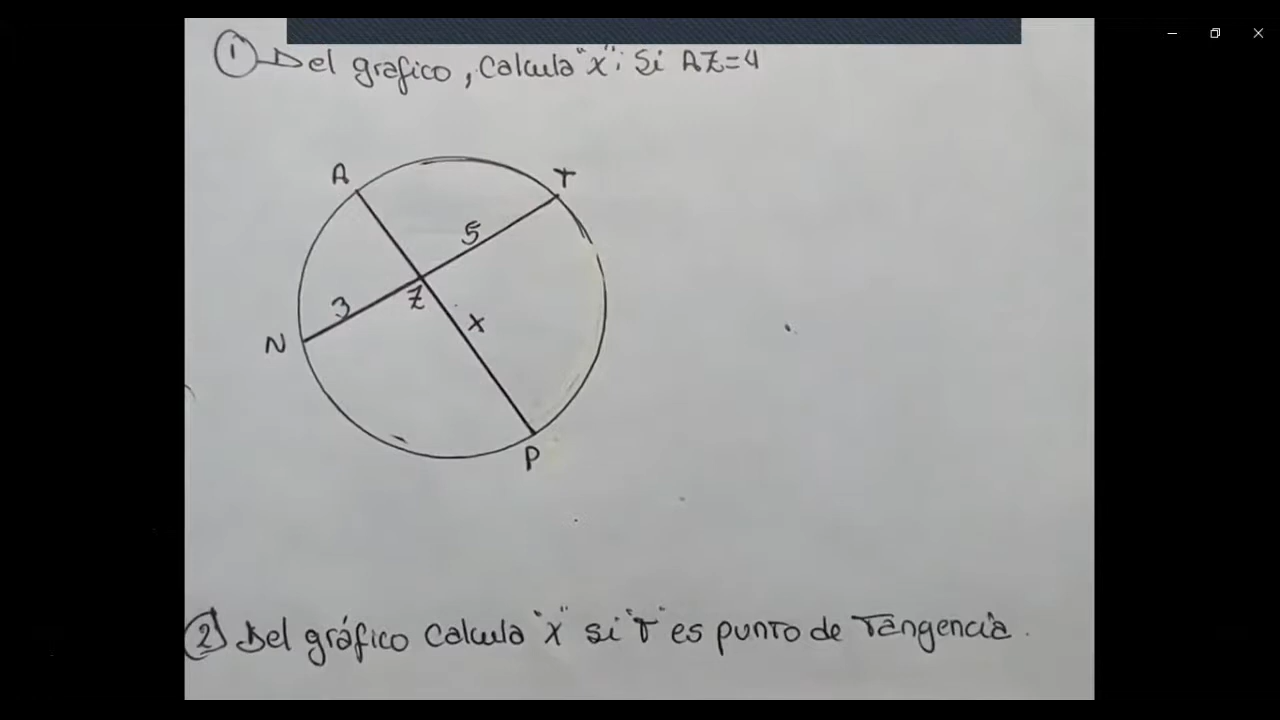 ① Del grafico, Calcula "x"; Si AZ=4
A
T
5
3
Z
x
N
P
② Del gráfico Calcula "x" si "T" es punto de Tangencia.